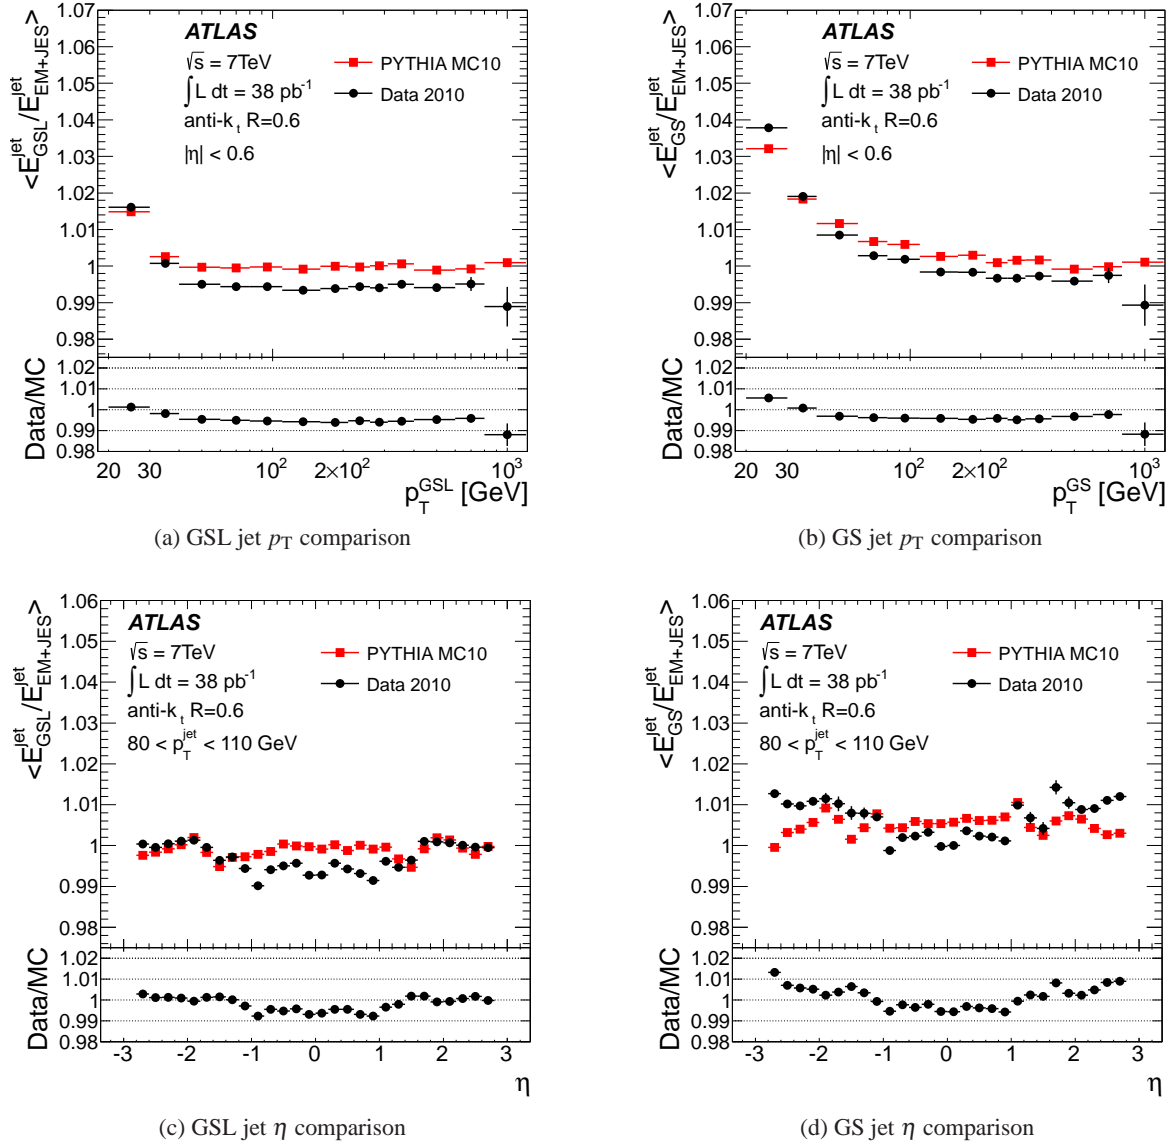 <E^jet_GSL/E^jet_EM+JES>
1.07
1.06
1.05
1.04
1.03
1.02
1.01
1
0.99
0.98
ATLAS
√s = 7TeV
∫L dt = 38 pb⁻¹
anti-k_t R=0.6
|η| < 0.6
PYTHIA MC10
Data 2010
Data/MC
1.02
1.01
1
0.99
0.98
20 30 10² 2×10² 10³
p_T^GSL [GeV]
(a) GSL jet p_T comparison
<E^jet_GS/E^jet_EM+JES>
1.07
1.06
1.05
1.04
1.03
1.02
1.01
1
0.99
0.98
ATLAS
√s = 7TeV
∫L dt = 38 pb⁻¹
anti-k_t R=0.6
|η| < 0.6
PYTHIA MC10
Data 2010
Data/MC
1.02
1.01
1
0.99
0.98
20 30 10² 2×10² 10³
p_T^GS [GeV]
(b) GS jet p_T comparison
<E^jet_GSL/E^jet_EM+JES>
1.06
1.05
1.04
1.03
1.02
1.01
1
0.99
0.98
ATLAS
√s = 7TeV
∫L dt = 38 pb⁻¹
anti-k_t R=0.6
80 < p_T^jet < 110 GeV
PYTHIA MC10
Data 2010
Data/MC
1.02
1.01
1
0.99
0.98
-3 -2 -1 0 1 2 3
η
(c) GSL jet η comparison
<E^jet_GS/E^jet_EM+JES>
1.06
1.05
1.04
1.03
1.02
1.01
1
0.99
0.98
ATLAS
√s = 7TeV
∫L dt = 38 pb⁻¹
anti-k_t R=0.6
80 < p_T^jet < 110 GeV
PYTHIA MC10
Data 2010
Data/MC
1.02
1.01
1
0.99
0.98
-3 -2 -1 0 1 2 3
η
(d) GS jet η comparison